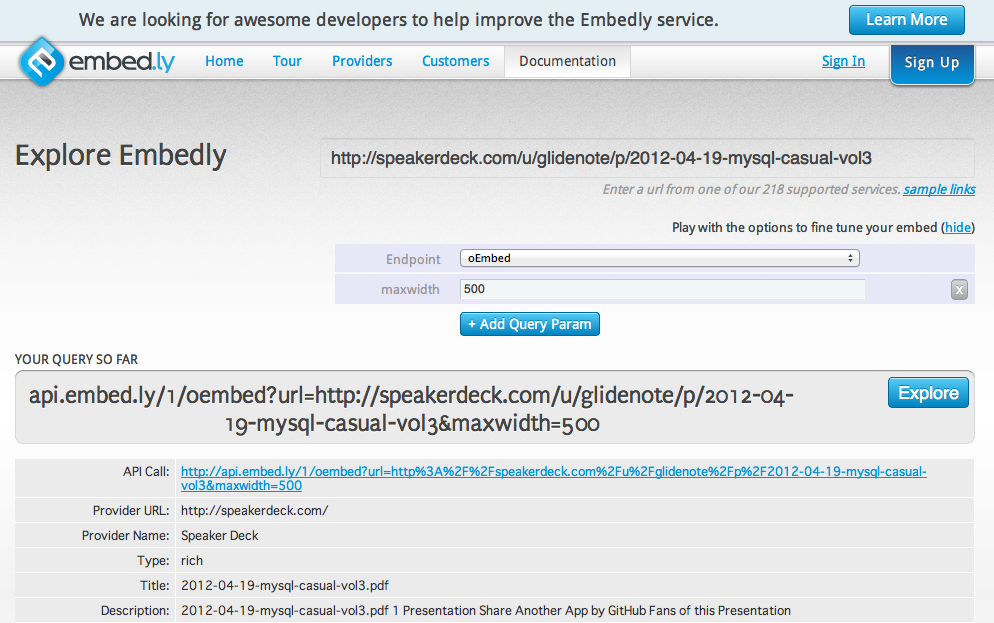 We are looking for awesome developers to help improve the Embedly service.
Learn More
embed.ly
Home
Tour
Providers
Customers
Documentation
Sign In
Sign Up
Explore Embedly
http://speakerdeck.com/u/glidenote/p/2012-04-19-mysql-casual-vol3
Enter a url from one of our 218 supported services. sample links
Play with the options to fine tune your embed (hide)
Endpoint
oEmbed
maxwidth
500
x
+ Add Query Param
YOUR QUERY SO FAR
api.embed.ly/1/oembed?url=http://speakerdeck.com/u/glidenote/p/2012-04-
19-mysql-casual-vol3&maxwidth=500
Explore
API Call:
http://api.embed.ly/1/oembed?url=http%3A%2F%2Fspeakerdeck.com%2Fu%2Fglidenote%2Fp%2F2012-04-19-mysql-casual-
vol3&maxwidth=500
Provider URL:
http://speakerdeck.com/
Provider Name:
Speaker Deck
Type:
rich
Title:
2012-04-19-mysql-casual-vol3.pdf
Description:
2012-04-19-mysql-casual-vol3.pdf 1 Presentation Share Another App by GitHub Fans of this Presentation